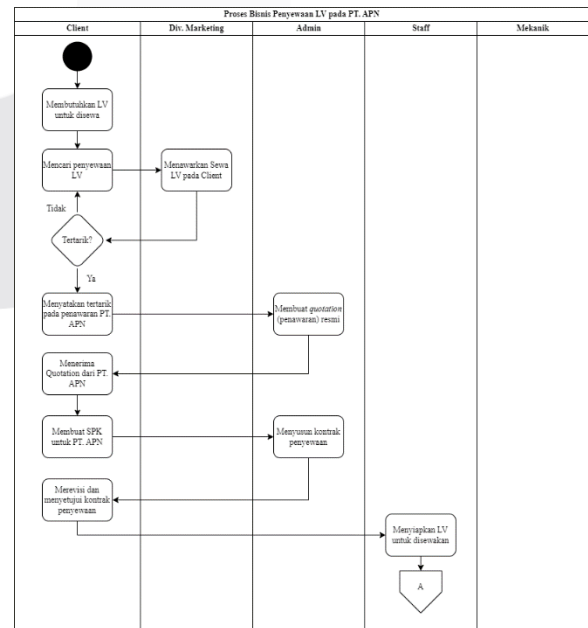 Proses Bisnis Penyewaan LV pada PT. APN
Client
Div. Marketing
Admin
Staff
Mekanik
Membutuhkan LV
untuk disewa
Mencari penyewaan
LV
Menawarkan Sewa
LV pada Client
Tidak
Tertarik?
Ya
Menyatakan tertarik
pada penawaran PT.
APN
Membuat quotation
(penawaran) resmi
Menerima
Quotation dari PT.
APN
Membuat SPK
untuk PT. APN
Menyusun kontrak
penyewaan
Merevisi dan
menyetujui kontrak
penyewaan
Menyiapkan LV
untuk disewakan
A